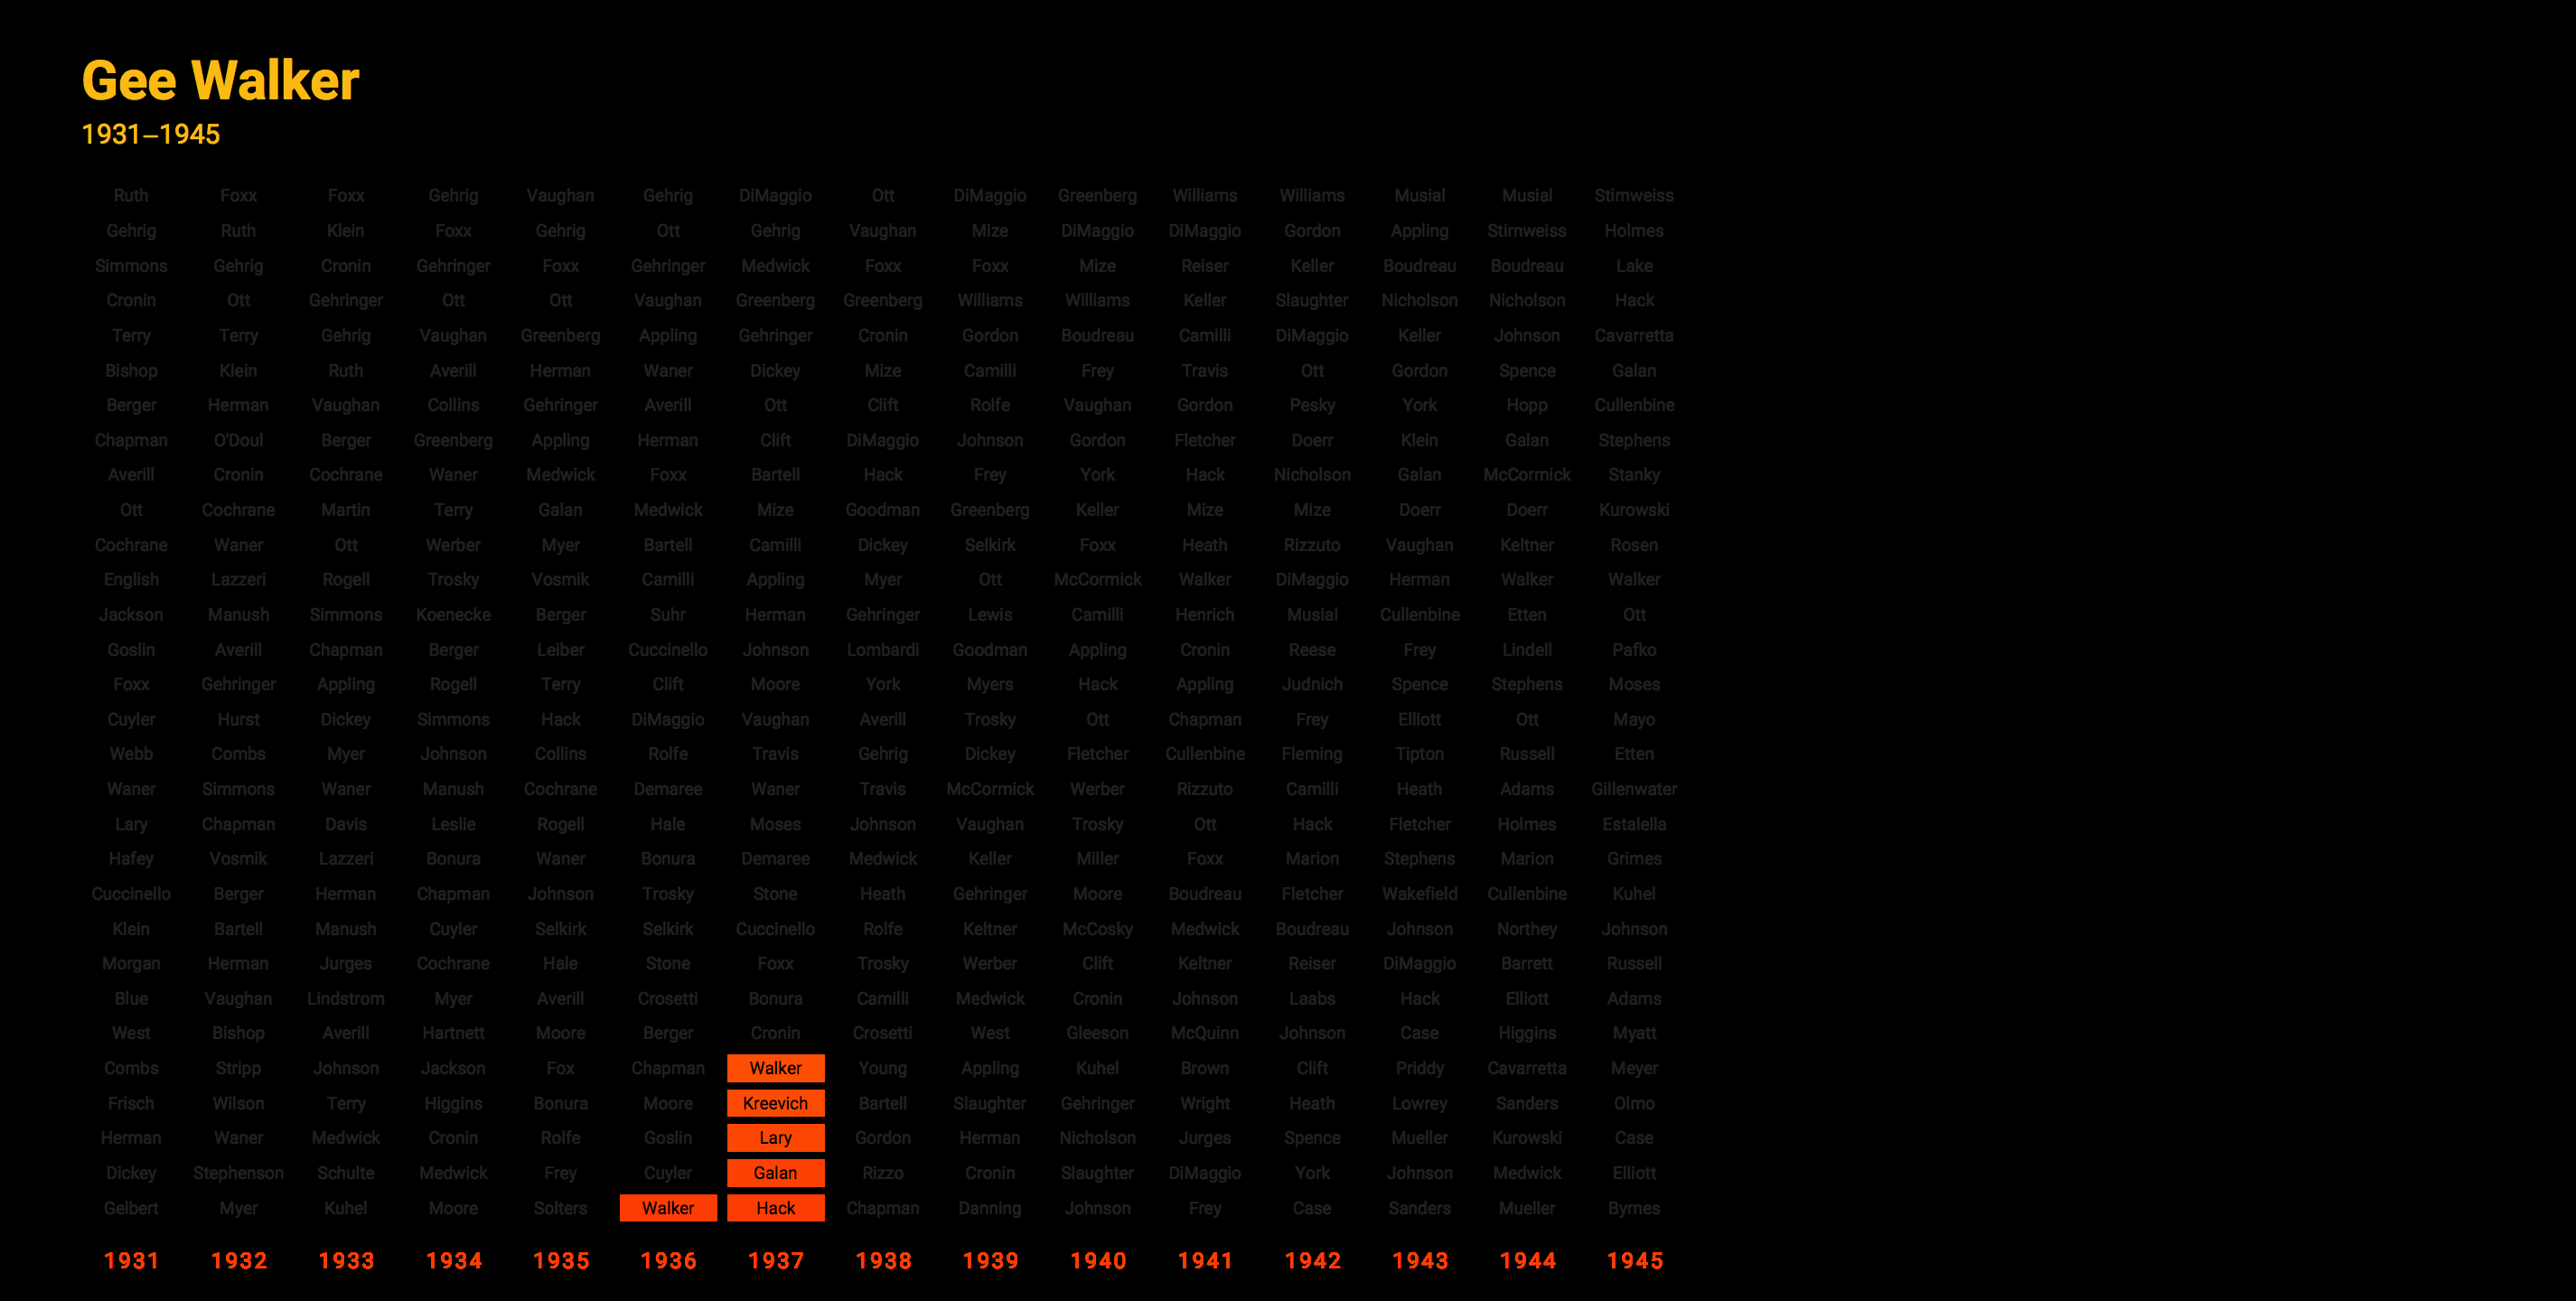 Gee Walker
1931–1945
Ruth Foxx Foxx Gehrig Vaughan Gehrig DiMaggio Ott DiMaggio Greenberg Williams Williams Musial Musial Stirnweiss
Gehrig Ruth Klein Foxx Gehrig Ott Gehrig Vaughan Mize DiMaggio DiMaggio Gordon Appling Stirnweiss Holmes
Simmons Gehrig Cronin Gehringer Foxx Gehringer Medwick Foxx Foxx Mize Reiser Keller Boudreau Boudreau Lake
Cronin Ott Gehringer Ott Ott Vaughan Greenberg Greenberg Williams Williams Keller Slaughter Nicholson Nicholson Hack
Terry Terry Gehrig Vaughan Greenberg Appling Gehringer Cronin Gordon Boudreau Camilli DiMaggio Keller Johnson Cavarretta
Bishop Klein Ruth Averill Herman Waner Dickey Mize Camilli Frey Travis Ott Gordon Spence Galan
Berger Herman Vaughan Collins Gehringer Averill Ott Clift Rolfe Vaughan Gordon Pesky York Hopp Cullenbine
Chapman O'Doul Berger Greenberg Appling Herman Clift DiMaggio Johnson Gordon Fletcher Doerr Klein Galan Stephens
Averill Cronin Cochrane Waner Medwick Foxx Bartell Hack Frey York Hack Nicholson Galan McCormick Stanky
Ott Cochrane Martin Terry Galan Medwick Mize Goodman Greenberg Keller Mize Mize Doerr Doerr Kurowski
Cochrane Waner Ott Werber Myer Bartell Camilli Dickey Selkirk Foxx Heath Rizzuto Vaughan Keltner Rosen
English Lazzeri Rogell Trosky Vosmik Camilli Appling Myer Ott McCormick Walker DiMaggio Herman Walker Walker
Jackson Manush Simmons Koenecke Berger Suhr Herman Gehringer Lewis Camilli Henrich Musial Cullenbine Etten Ott
Goslin Averill Chapman Berger Leiber Cuccinello Johnson Lombardi Goodman Appling Cronin Reese Frey Lindell Pafko
Foxx Gehringer Appling Rogell Terry Clift Moore York Myers Hack Appling Judnich Spence Stephens Moses
Cuyler Hurst Dickey Simmons Hack DiMaggio Vaughan Averill Trosky Ott Chapman Frey Elliott Ott Mayo
Webb Combs Myer Johnson Collins Rolfe Travis Gehrig Dickey Fletcher Cullenbine Fleming Tipton Russell Etten
Waner Simmons Waner Manush Cochrane Demaree Waner Travis McCormick Werber Rizzuto Camilli Heath Adams Gillenwater
Lary Chapman Davis Leslie Rogell Hale Moses Johnson Vaughan Trosky Ott Hack Fletcher Holmes Estalella
Hafey Vosmik Lazzeri Bonura Waner Bonura Demaree Medwick Keller Miller Foxx Marion Stephens Marion Grimes
Cuccinello Berger Herman Chapman Johnson Trosky Stone Heath Gehringer Moore Boudreau Fletcher Wakefield Cullenbine Kuhel
Klein Bartell Manush Cuyler Selkirk Selkirk Cuccinello Rolfe Keltner McCosky Medwick Boudreau Johnson Northey Johnson
Morgan Herman Jurges Cochrane Hale Stone Foxx Trosky Werber Clift Keltner Reiser DiMaggio Barrett Russell
Blue Vaughan Lindstrom Myer Averill Crosetti Bonura Camilli Medwick Cronin Johnson Laabs Hack Elliott Adams
West Bishop Averill Hartnett Moore Berger Cronin Crosetti West Gleeson McQuinn Johnson Case Higgins Myatt
Combs Stripp Johnson Jackson Fox Chapman Walker Young Appling Kuhel Brown Clift Priddy Cavarretta Meyer
Frisch Wilson Terry Higgins Bonura Moore Kreevich Bartell Slaughter Gehringer Wright Heath Lowrey Sanders Olmo
Herman Waner Medwick Cronin Rolfe Goslin Lary Gordon Herman Nicholson Jurges Spence Mueller Kurowski Case
Dickey Stephenson Schulte Medwick Frey Cuyler Galan Rizzo Cronin Slaughter DiMaggio York Johnson Medwick Elliott
Gelbert Myer Kuhel Moore Solters Walker Hack Chapman Danning Johnson Frey Case Sanders Mueller Byrnes
1931 1932 1933 1934 1935 1936 1937 1938 1939 1940 1941 1942 1943 1944 1945